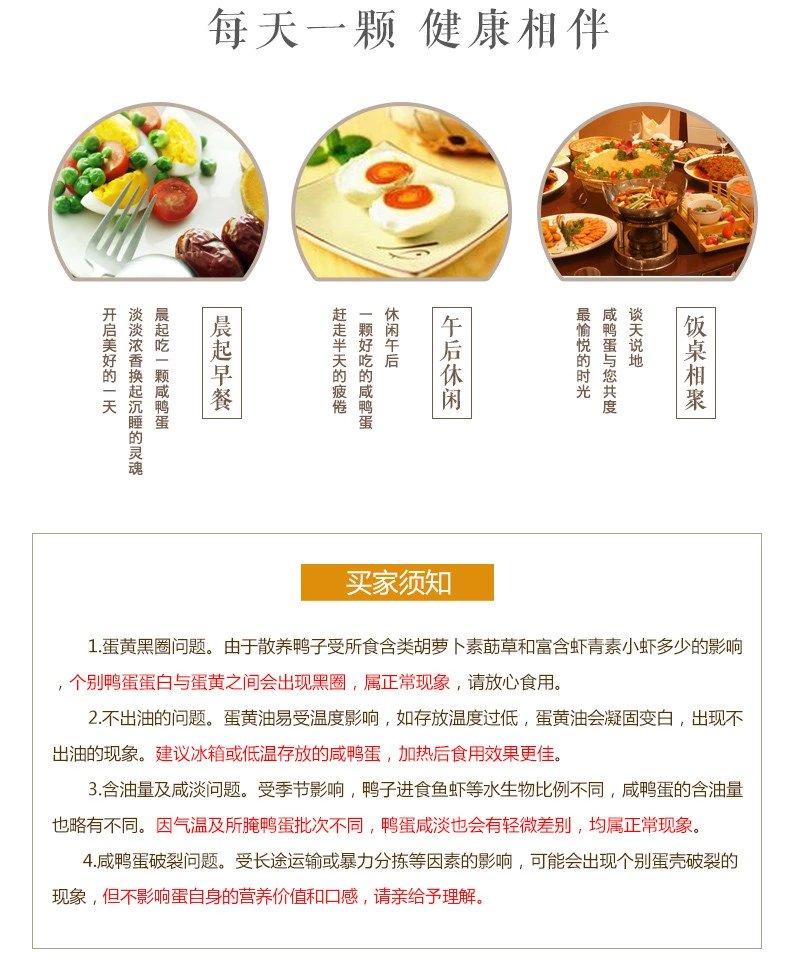 每天一颗 健康相伴
晨起早餐
晨起吃一颗咸鸭蛋
淡淡浓香换起沉睡的灵魂
开启美好的一天
午后休闲
休闲午后
一颗好吃的咸鸭蛋
赶走半天的疲倦
饭桌相聚
谈天说地
咸鸭蛋与您共度
最愉悦的时光
买家须知
1.蛋黄黑圈问题。由于散养鸭子受所食含类胡萝卜素莇草和富含虾青素小虾多少的影响
，个别鸭蛋蛋白与蛋黄之间会出现黑圈，属正常现象，请放心食用。
2.不出油的问题。蛋黄油易受温度影响，如存放温度过低，蛋黄油会凝固变白，出现不
出油的现象。建议冰箱或低温存放的咸鸭蛋，加热后食用效果更佳。
3.含油量及咸淡问题。受季节影响，鸭子进食鱼虾等水生物比例不同，咸鸭蛋的含油量
也略有不同。因气温及所腌鸭蛋批次不同，鸭蛋咸淡也会有轻微差别，均属正常现象。
4.咸鸭蛋破裂问题。受长途运输或暴力分拣等因素的影响，可能会出现个别蛋壳破裂的
现象，但不影响蛋自身的营养价值和口感，请亲给予理解。